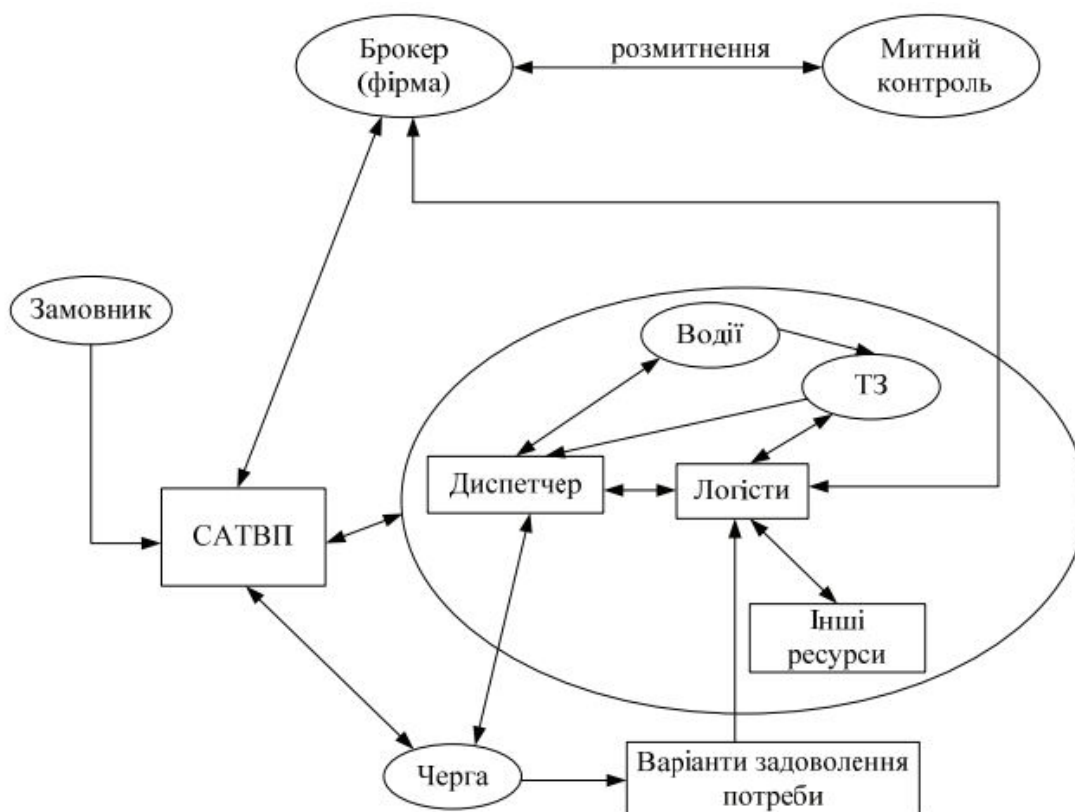 Брокер
(фірма)
розмитнення
Митний
контроль
Замовник
Водії
ТЗ
Диспетчер
Логісти
САТВП
Інші
ресурси
Черга
Варіанти задоволення
потреби